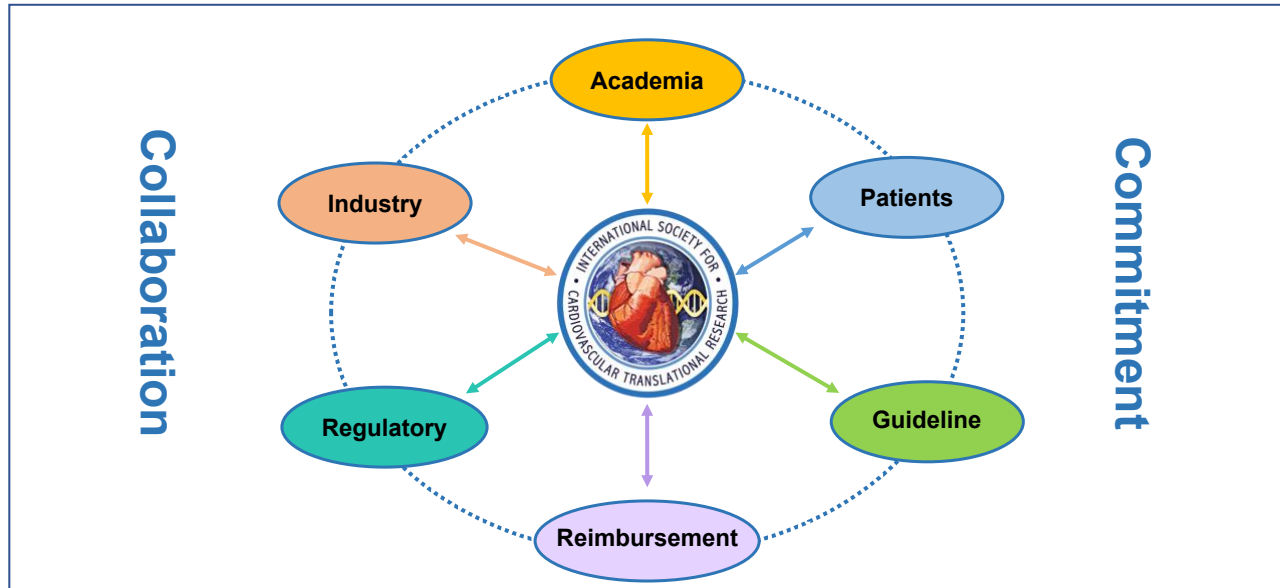 Academia
Collaboration
Commitment
Industry
Patients
• INTERNATIONAL SOCIETY FOR •
CARDIOVASCULAR TRANSLATIONAL RESEARCH
Regulatory
Guideline
Reimbursement